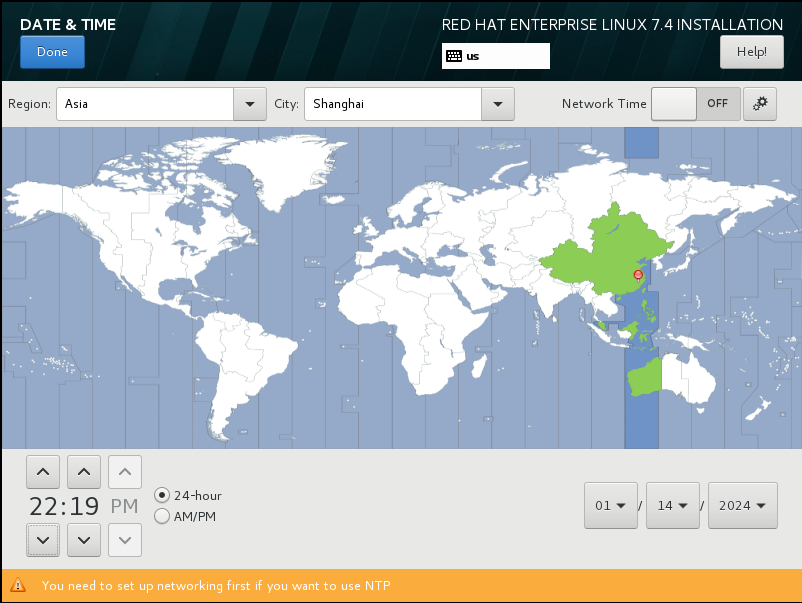 DATE & TIME
RED HAT ENTERPRISE LINUX 7.4 INSTALLATION
Done
us
Help!
Region: Asia City: Shanghai Network Time OFF
22:19 PM
24-hour
AM/PM
01 / 14 / 2024
You need to set up networking first if you want to use NTP